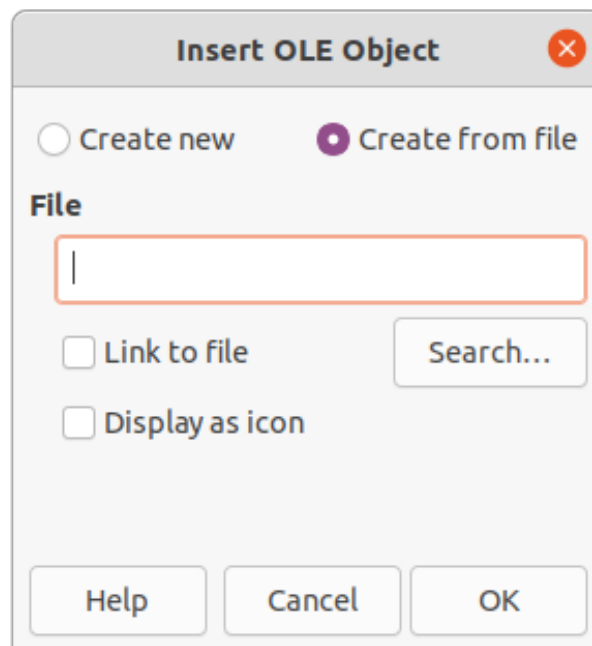 Insert OLE Object
Create new Create from file
File
Link to file Search...
Display as icon
Help Cancel OK